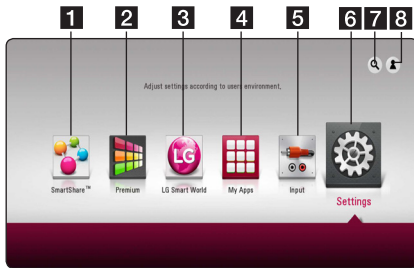 1 2 3 4 5 6 7 8
Adjust settings according to users environment.
LG
SmartShare™ Premium LG Smart World My Apps Input Settings